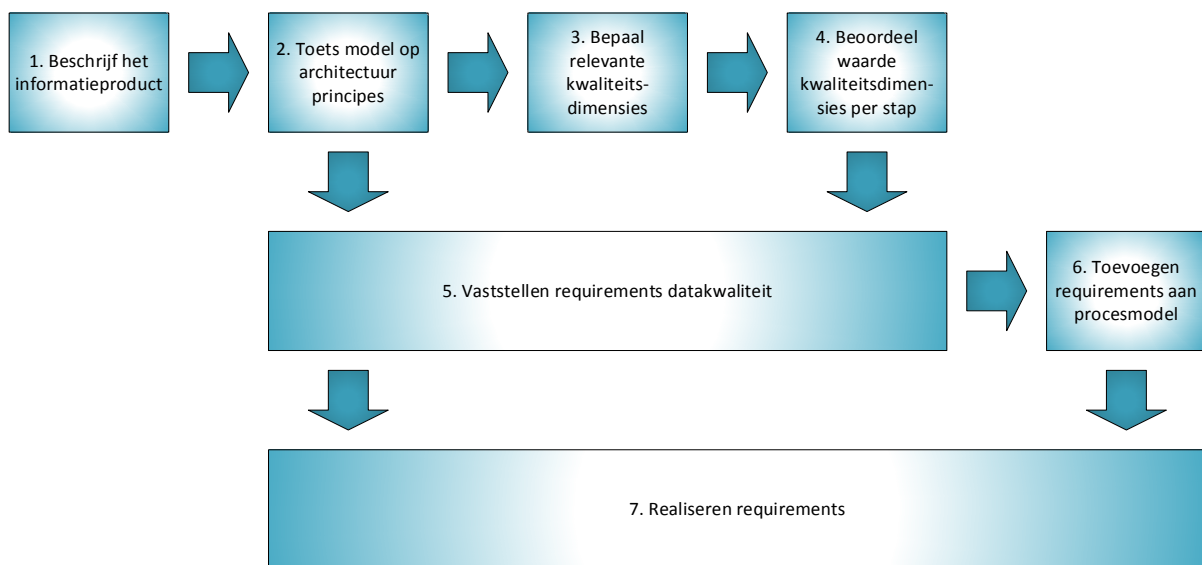 1. Beschrijf het
informatieproduct
2. Toets model op
architectuur
principes
3. Bepaal
relevante
kwaliteits-
dimensies
4. Beoordeel
waarde
kwaliteitsdimen-
sies per stap
5. Vaststellen requirements datakwaliteit
6. Toevoegen
requirements aan
procesmodel
7. Realiseren requirements